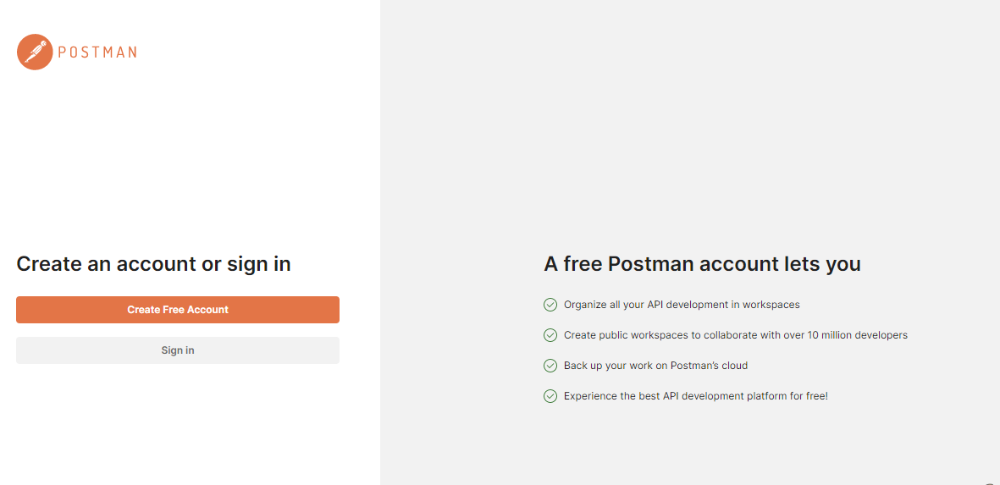 POSTMAN
Create an account or sign in
Create Free Account
Sign in
A free Postman account lets you
Organize all your API development in workspaces
Create public workspaces to collaborate with over 10 million developers
Back up your work on Postman's cloud
Experience the best API development platform for free!